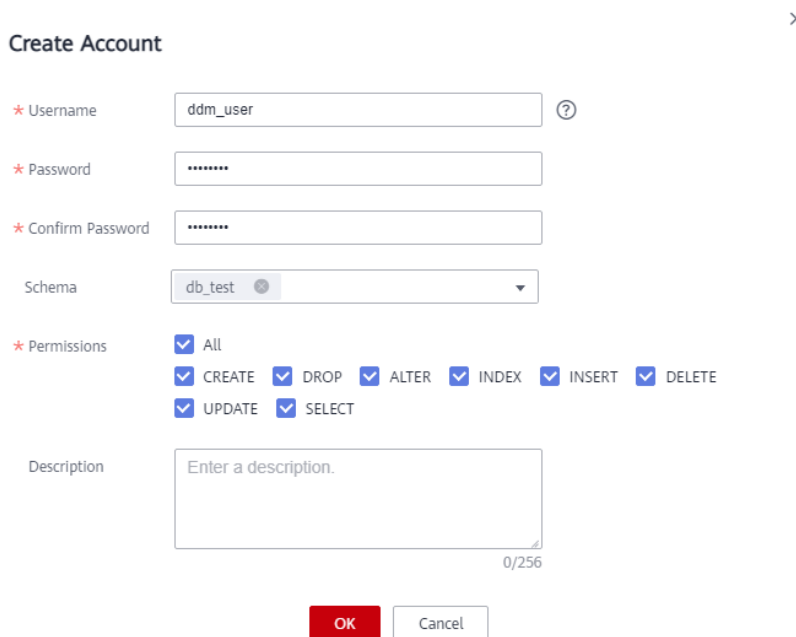 Create Account
* Username ddm_user ?
* Password ••••••••
* Confirm Password ••••••••
Schema db_test
* Permissions All
CREATE DROP ALTER INDEX INSERT DELETE
UPDATE SELECT
Description Enter a description.
0/256
OK Cancel